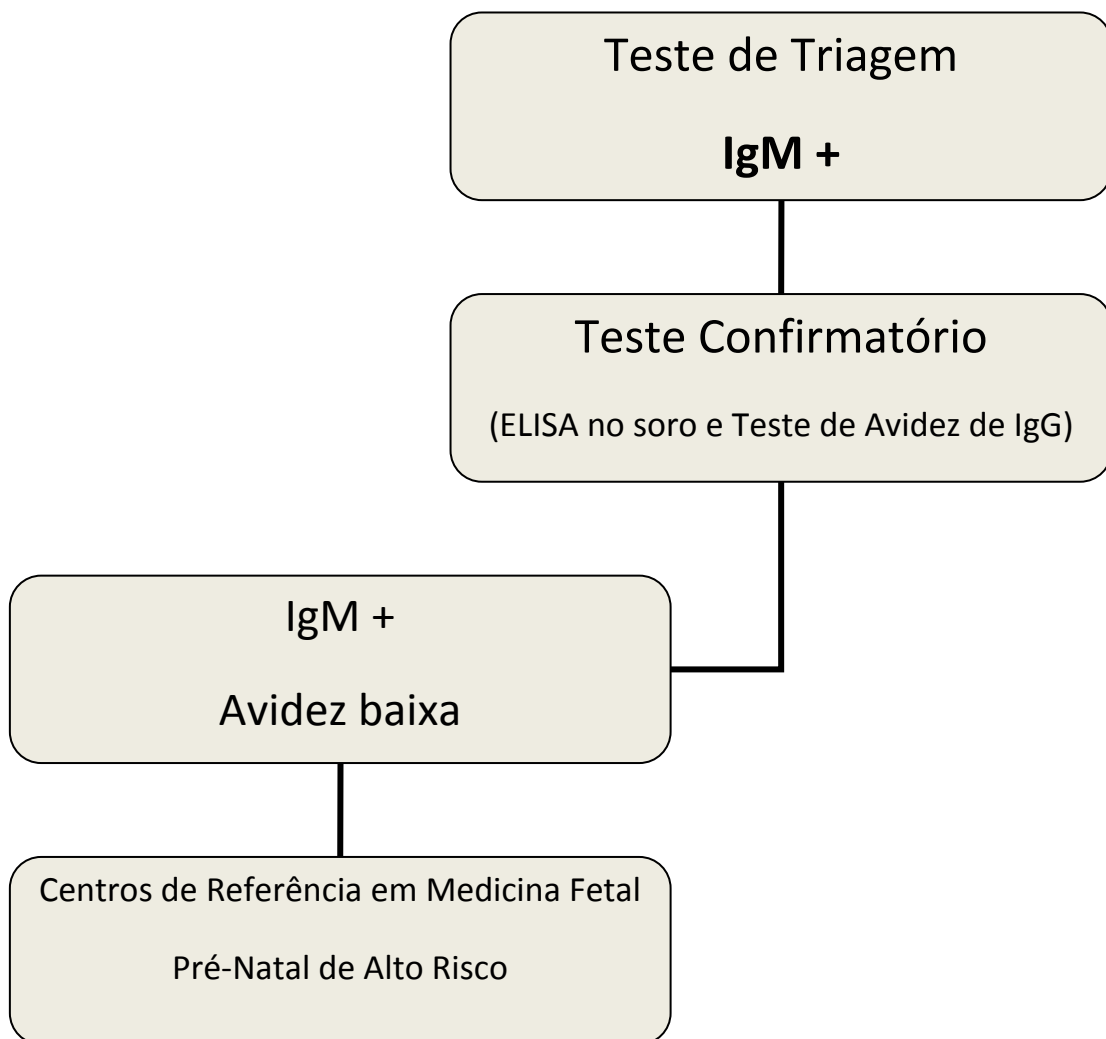 Teste de Triagem
IgM +
Teste Confirmatório
(ELISA no soro e Teste de Avidez de IgG)
IgM +
Avidez baixa
Centros de Referência em Medicina Fetal
Pré-Natal de Alto Risco